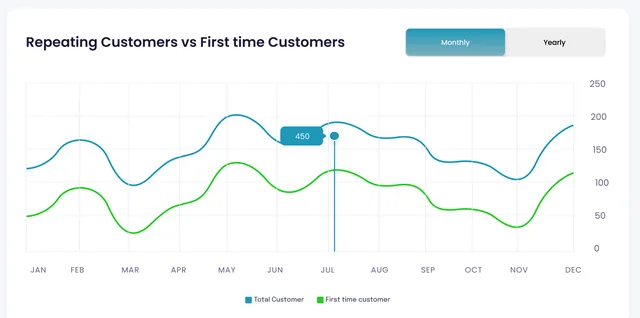 Repeating Customers vs First time Customers
Monthly Yearly
250
200
450
150
100
50
0
JAN FEB MAR APR MAY JUN JUL AUG SEP OCT NOV DEC
Total Customer First time customer